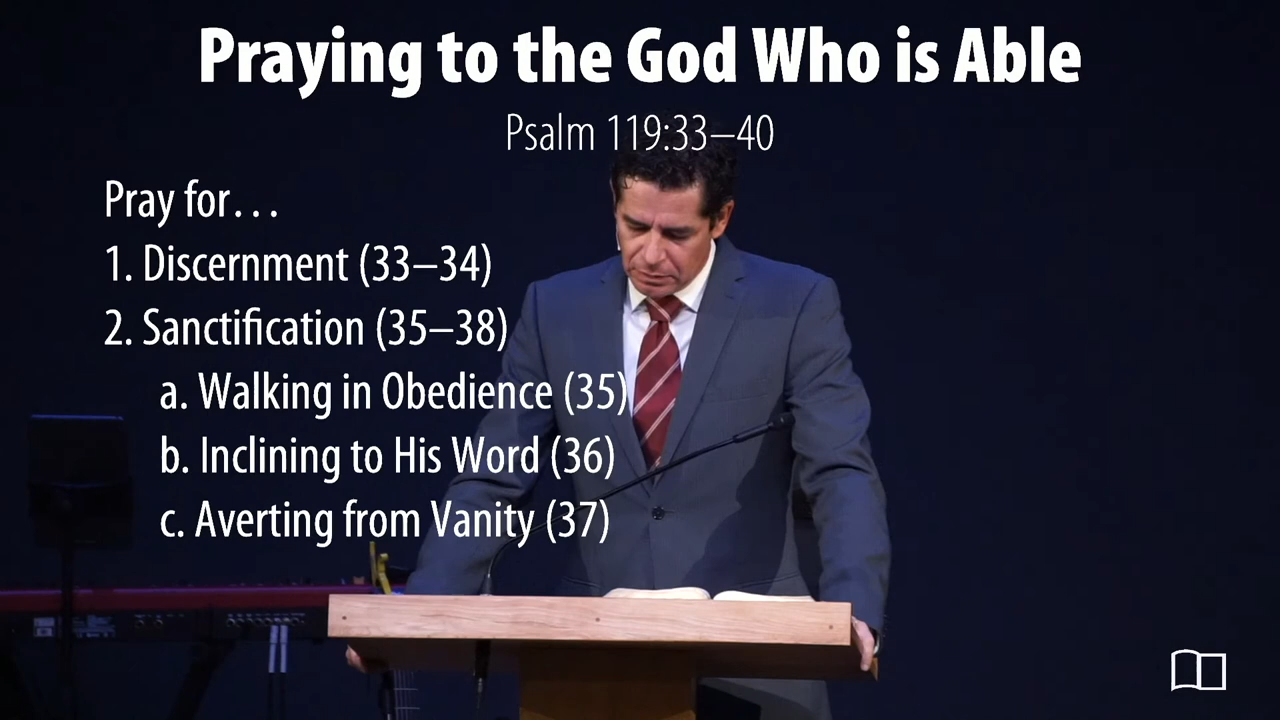 Praying to the God Who is Able
Psalm 119:33–40
Pray for…
1. Discernment (33–34)
2. Sanctification (35–38)
a. Walking in Obedience (35)
b. Inclining to His Word (36)
c. Averting from Vanity (37)